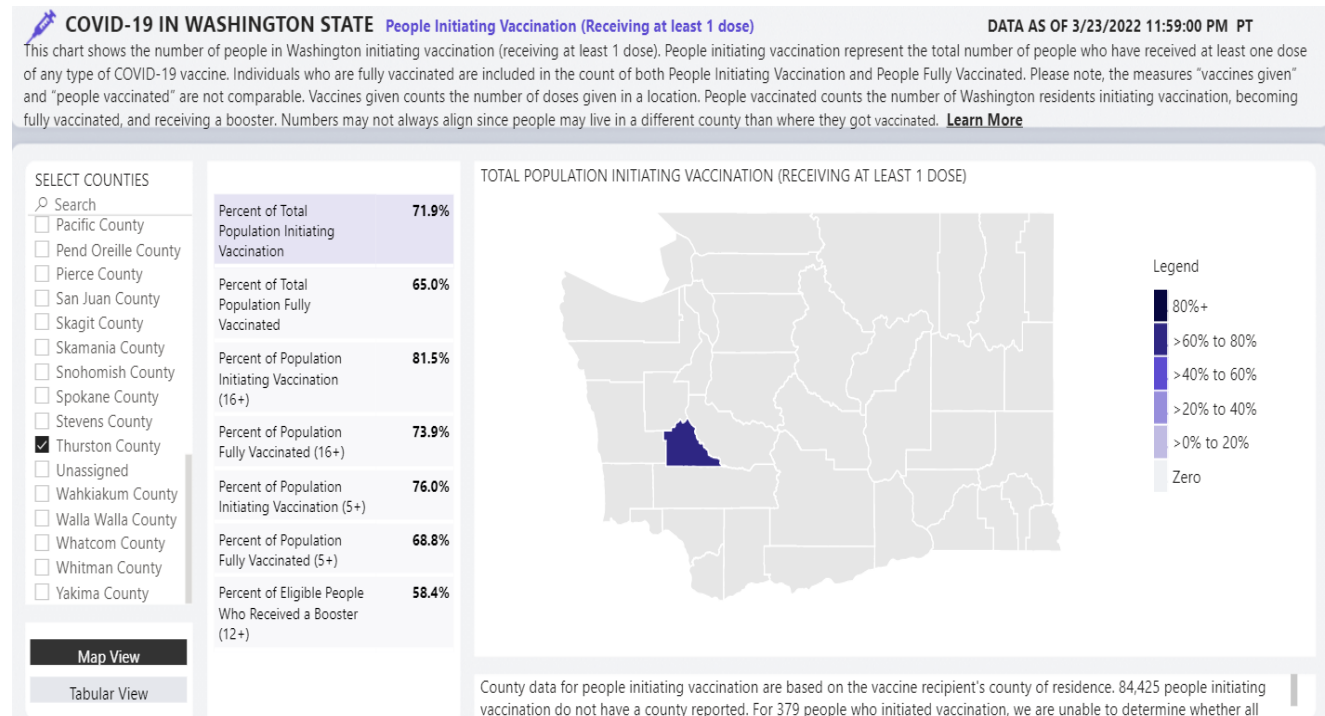 COVID-19 IN WASHINGTON STATE People Initiating Vaccination (Receiving at least 1 dose) DATA AS OF 3/23/2022 11:59:00 PM PT
This chart shows the number of people in Washington initiating vaccination (receiving at least 1 dose). People initiating vaccination represent the total number of people who have received at least one dose
of any type of COVID-19 vaccine. Individuals who are fully vaccinated are included in the count of both People Initiating Vaccination and People Fully Vaccinated. Please note, the measures "vaccines given"
and "people vaccinated" are not comparable. Vaccines given counts the number of doses given in a location. People vaccinated counts the number of Washington residents initiating vaccination, becoming
fully vaccinated, and receiving a booster. Numbers may not always align since people may live in a different county than where they got vaccinated. Learn More
SELECT COUNTIES
Search
Pacific County
Pend Oreille County
Pierce County
San Juan County
Skagit County
Skamania County
Snohomish County
Spokane County
Stevens County
Thurston County
Unassigned
Wahkiakum County
Walla Walla County
Whatcom County
Whitman County
Yakima County
Map View
Tabular View
Percent of Total 71.9%
Population Initiating
Vaccination
Percent of Total 65.0%
Population Fully
Vaccinated
Percent of Population 81.5%
Initiating Vaccination
(16+)
Percent of Population 73.9%
Fully Vaccinated (16+)
Percent of Population 76.0%
Initiating Vaccination (5+)
Percent of Population 68.8%
Fully Vaccinated (5+)
Percent of Eligible People 58.4%
Who Received a Booster
(12+)
TOTAL POPULATION INITIATING VACCINATION (RECEIVING AT LEAST 1 DOSE)
Legend
80%+
>60% to 80%
>40% to 60%
>20% to 40%
>0% to 20%
Zero
County data for people initiating vaccination are based on the vaccine recipient's county of residence. 84,425 people initiating
vaccination do not have a county reported. For 379 people who initiated vaccination, we are unable to determine whether all